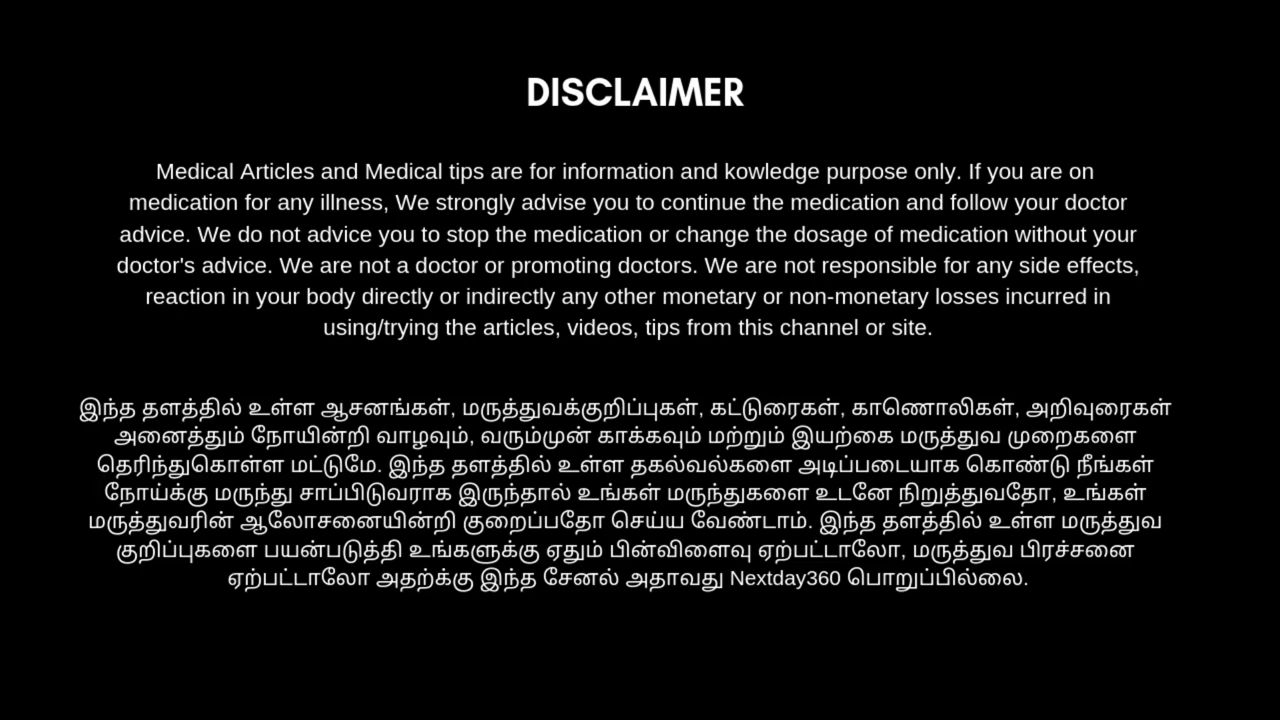 DISCLAIMER
Medical Articles and Medical tips are for information and kowledge purpose only. If you are on
medication for any illness, We strongly advise you to continue the medication and follow your doctor
advice. We do not advice you to stop the medication or change the dosage of medication without your
doctor's advice. We are not a doctor or promoting doctors. We are not responsible for any side effects,
reaction in your body directly or indirectly any other monetary or non-monetary losses incurred in
using/trying the articles, videos, tips from this channel or site.
இந்த தளத்தில் உள்ள ஆசனங்கள், மருத்துவக்குறிப்புகள், கட்டுரைகள், காணொலிகள், அறிவுரைகள்
அனைத்தும் நோயின்றி வாழவும், வரும்முன் காக்கவும் மற்றும் இயற்கை மருத்துவ முறைகளை
தெரிந்துகொள்ள மட்டுமே. இந்த தளத்தில் உள்ள தகல்வல்களை அடிப்படையாக கொண்டு நீங்கள்
நோய்க்கு மருந்து சாப்பிடுவராக இருந்தால் உங்கள் மருந்துகளை உடனே நிறுத்துவதோ, உங்கள்
மருத்துவரின் ஆலோசனையின்றி குறைப்பதோ செய்ய வேண்டாம். இந்த தளத்தில் உள்ள மருத்துவ
குறிப்புகளை பயன்படுத்தி உங்களுக்கு ஏதும் பின்விளைவு ஏற்பட்டாலோ, மருத்துவ பிரச்சனை
ஏற்பட்டாலோ அதற்க்கு இந்த சேனல் அதாவது Nextday360 பொறுப்பில்லை.